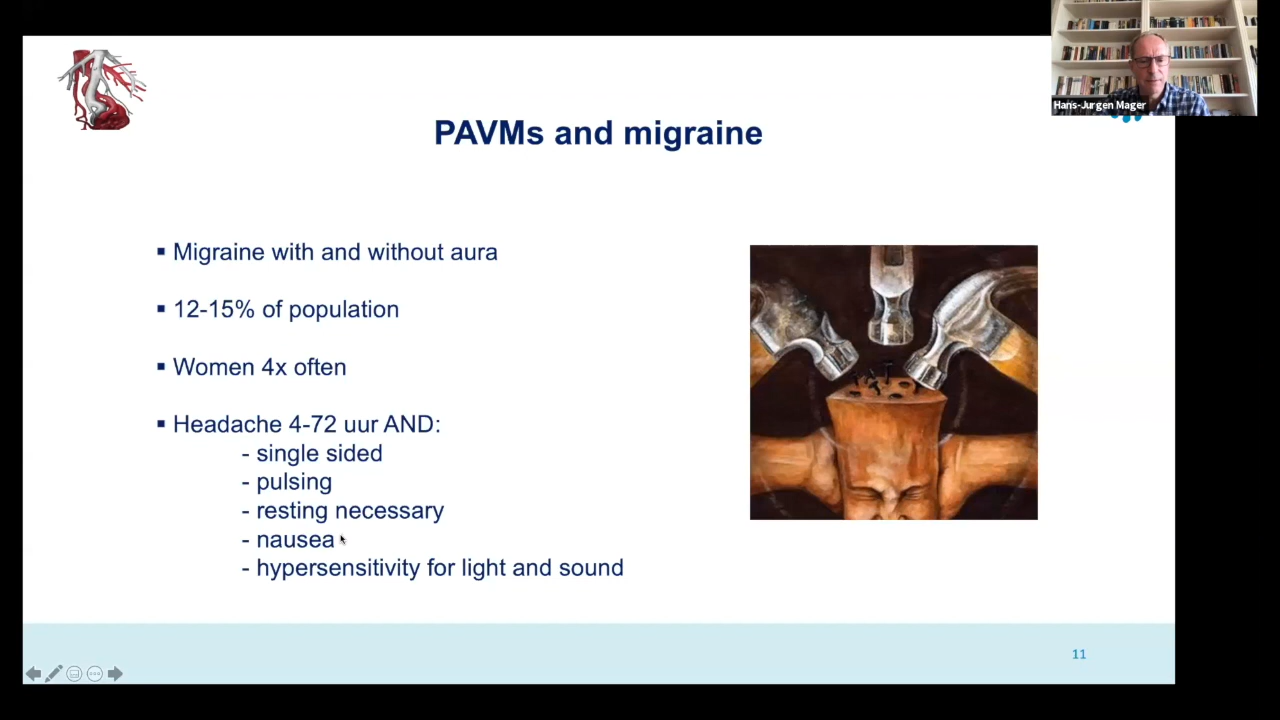 Hans-Jurgen Mager
PAVMs and migraine
▪ Migraine with and without aura
▪ 12-15% of population
▪ Women 4x often
▪ Headache 4-72 uur AND:
- single sided
- pulsing
- resting necessary
- nausea
- hypersensitivity for light and sound
11